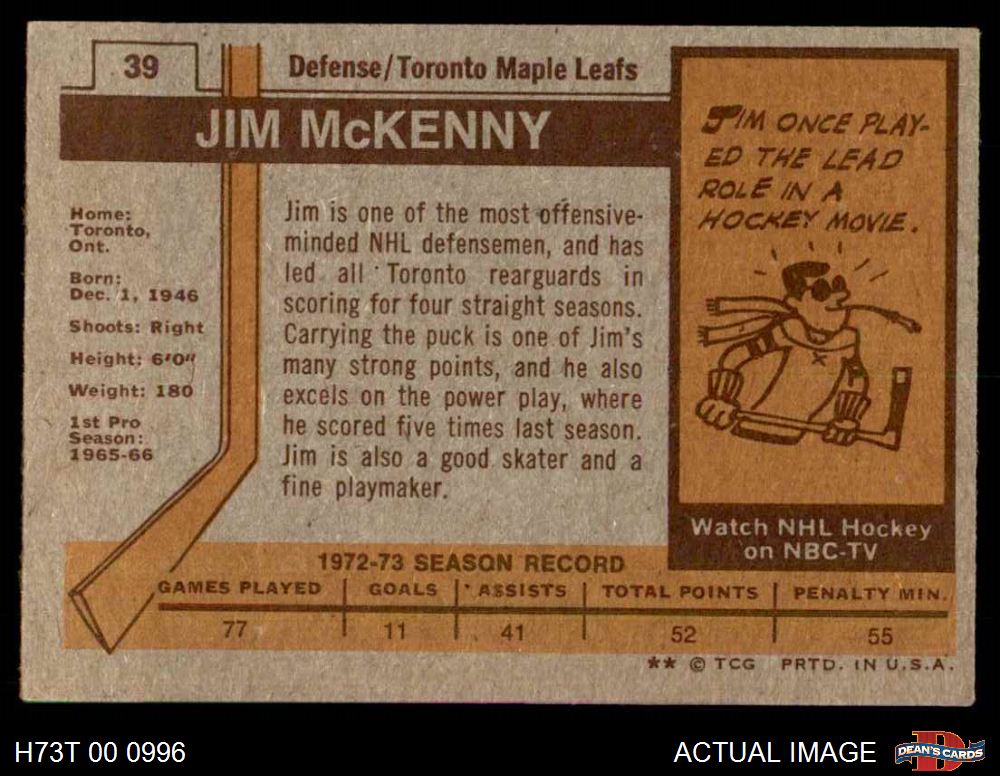 39
Defense/Toronto Maple Leafs
JIM McKENNY
Home:
Toronto,
Ont.
Born:
Dec. 1, 1946
Shoots: Right
Height: 6'0"
Weight: 180
1st Pro
Season:
1965-66
Jim is one of the most offensive-
minded NHL defensemen, and has
led all Toronto rearguards in
scoring for four straight seasons.
Carrying the puck is one of Jim's
many strong points, and he also
excels on the power play, where
he scored five times last season.
Jim is also a good skater and a
fine playmaker.
JIM ONCE PLAY-
ED THE LEAD
ROLE IN A
HOCKEY MOVIE.
Watch NHL Hockey
on NBC-TV
1972-73 SEASON RECORD
GAMES PLAYED GOALS ASSISTS TOTAL POINTS PENALTY MIN.
77 11 41 52 55
** © TCG PRTD. IN U.S.A.
H73T 00 0996
ACTUAL IMAGE
DEAN'S CARDS